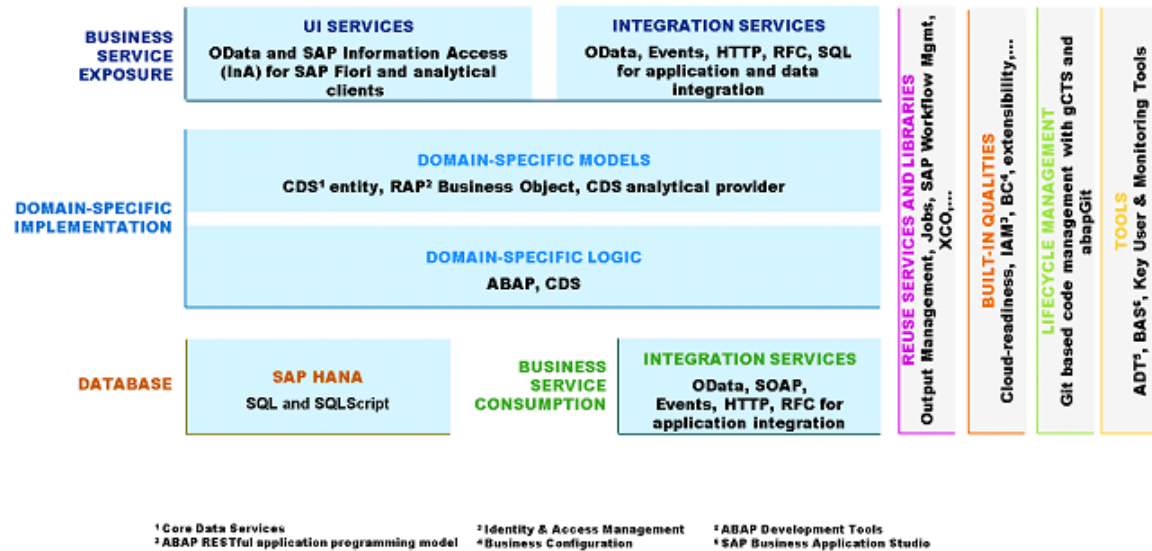 BUSINESS
SERVICE
EXPOSURE
UI SERVICES
OData and SAP Information Access
(InA) for SAP Fiori and analytical
clients
INTEGRATION SERVICES
OData, Events, HTTP, RFC, SQL
for application and data
integration
DOMAIN-SPECIFIC
IMPLEMENTATION
DOMAIN-SPECIFIC MODELS
CDS¹ entity, RAP² Business Object, CDS analytical provider
DOMAIN-SPECIFIC LOGIC
ABAP, CDS
DATABASE
SAP HANA
SQL and SQLScript
BUSINESS
SERVICE
CONSUMPTION
INTEGRATION SERVICES
OData, SOAP,
Events, HTTP, RFC for
application integration
REUSE SERVICES AND LIBRARIES
Output Management, Jobs, SAP Workflow Mgmt,
XCO,...
BUILT-IN QUALITIES
Cloud-readiness, IAM³, BC⁴, extensibility,...
LIFECYCLE MANAGEMENT
Git based code management with gCTS and
abapGit
TOOLS
ADT⁵, BAS⁶, Key User & Monitoring Tools
¹ Core Data Services
² ABAP RESTful application programming model
³ Identity & Access Management
⁴ Business Configuration
⁵ ABAP Development Tools
⁶ SAP Business Application Studio